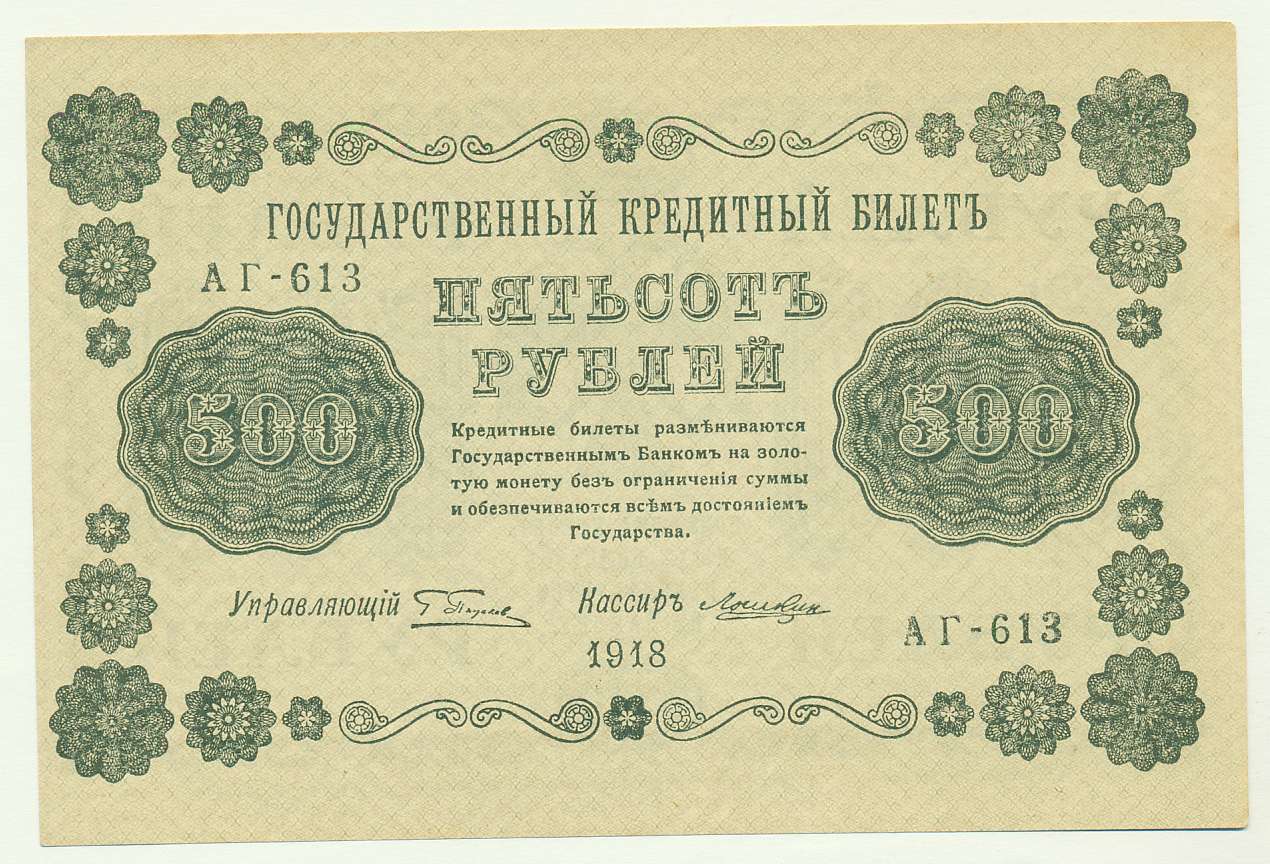 ГОСУДАРСТВЕННЫЙ КРЕДИТНЫЙ БИЛЕТЪ
АГ-613
ПЯТЬСОТЪ
РУБЛЕЙ
500
500
Кредитные билеты размѣниваются
Государственнымъ Банкомъ на золо-
тую монету безъ ограниченія суммы
и обезпечиваются всѣмъ достояніемъ
Государства.
Управляющій
Кассиръ
1918
АГ-613